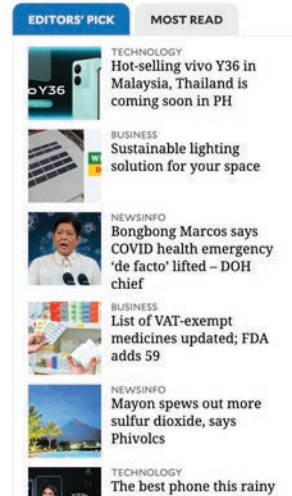 EDITORS' PICK
MOST READ
TECHNOLOGY
Hot-selling vivo Y36 in
Malaysia, Thailand is
coming soon in PH
Y36
BUSINESS
Sustainable lighting
solution for your space
NEWSINFO
Bongbong Marcos says
COVID health emergency
'de facto' lifted – DOH
chief
BUSINESS
List of VAT-exempt
medicines updated; FDA
adds 59
NEWSINFO
Mayon spews out more
sulfur dioxide, says
Phivolcs
TECHNOLOGY
The best phone this rainy